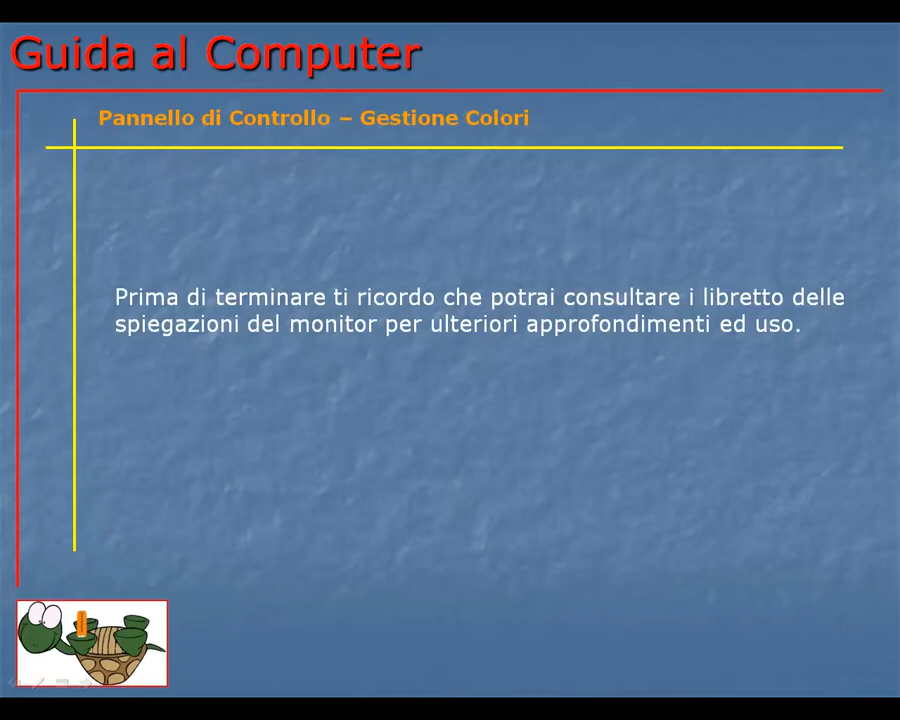 Guida al Computer
Pannello di Controllo – Gestione Colori
Prima di terminare ti ricordo che potrai consultare i libretto delle
spiegazioni del monitor per ulteriori approfondimenti ed uso.